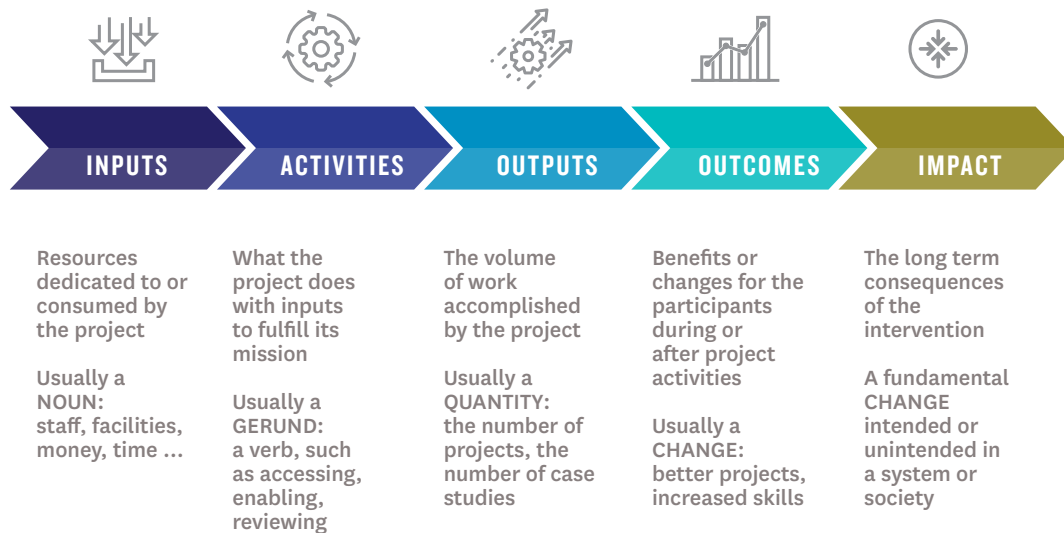 INPUTS
ACTIVITIES
OUTPUTS
OUTCOMES
IMPACT
Resources
dedicated to or
consumed by
the project
Usually a
NOUN:
staff, facilities,
money, time ...
What the
project does
with inputs
to fulfill its
mission
Usually a
GERUND:
a verb, such
as accessing,
enabling,
reviewing
The volume
of work
accomplished
by the project
Usually a
QUANTITY:
the number of
projects, the
number of case
studies
Benefits or
changes for the
participants
during or
after project
activities
Usually a
CHANGE:
better projects,
increased skills
The long term
consequences
of the
intervention
A fundamental
CHANGE
intended or
unintended in
a system or
society